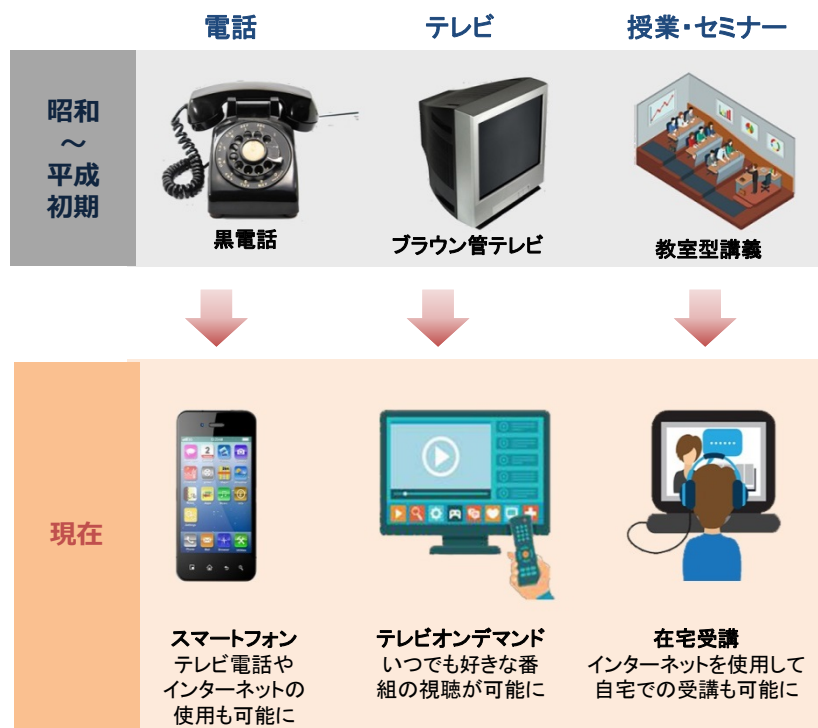 電話
テレビ
授業・セミナー
昭和
～
平成
初期
黒電話
ブラウン管テレビ
教室型講義
現在
スマートフォン
テレビ電話や
インターネットの
使用も可能に
テレビオンデマンド
いつでも好きな番
組の視聴が可能に
在宅受講
インターネットを使用して
自宅での受講も可能に